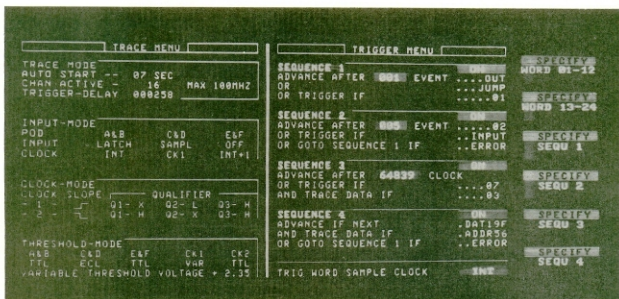 TRACE MENU
TRACE MODE
AUTO START -- 07 SEC
CHAN-ACTIVE - 16 MAX 100MHZ
TRIGGER-DELAY 000258
INPUT-MODE
POD A&B C&D E&F
INPUT LATCH SAMPL OFF
CLOCK INT CK1 INT+1
CLOCK-MODE
CLOCK SLOPE QUALIFIER
- 1 - Q1- X Q2- L Q3- H
- 2 - Q1- X Q2- H Q3- H
THRESHOLD-MODE
A&B C&D E&F CK1 CK2
TTL ECL TTL VAR TTL
VARIABLE THRESHOLD VOLTAGE + 2.35
TRIGGER MENU
SEQUENCE 1 ON
ADVANCE AFTER 001 EVENT ....OUT
OR ...JUMP
OR TRIGGER IF .....01
SEQUENCE 2 ON
ADVANCE AFTER 005 EVENT .....02
OR TRIGGER IF ..INPUT
OR GOTO SEQUENCE 1 IF ..ERROR
SEQUENCE 3 ON
ADVANCE AFTER 64839 CLOCK
OR TRIGGER IF .....07
AND TRACE DATA IF .....03
SEQUENCE 4 ON
ADVANCE IF NEXT .DAT19F
AND TRACE DATA IF .ADDR56
OR GOTO SEQUENCE 1 IF ..ERROR
TRIG WORD SAMPLE CLOCK INT
SPECIFY
WORD 01-12
SPECIFY
WORD 13-24
SPECIFY
SEQU 1
SPECIFY
SEQU 2
SPECIFY
SEQU 3
SPECIFY
SEQU 4